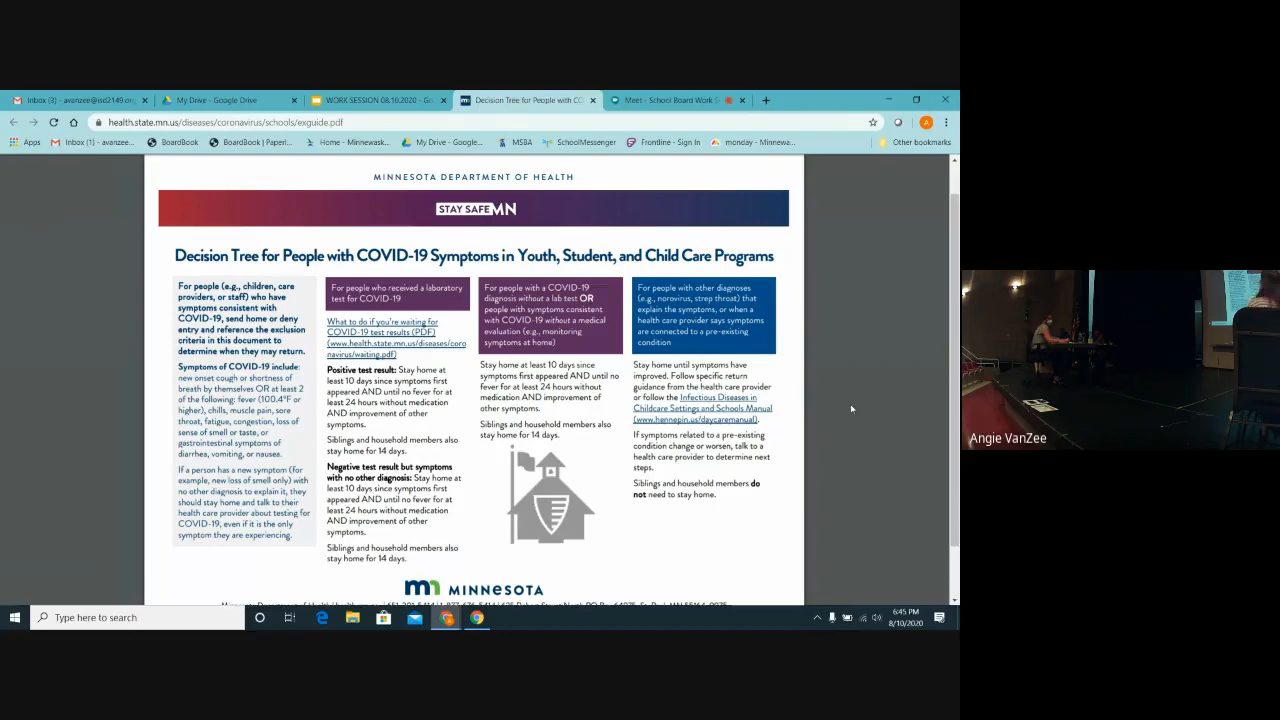 Inbox (3) - avanzee@isd2149.or
My Drive - Google Drive
WORK SESSION 08.10.2020 - Go
Decision Tree for People with CO
Meet - School Board Work S
health.state.mn.us/diseases/coronavirus/schools/exguide.pdf
Apps
Inbox (1) - avanzee...
BoardBook
BoardBook | Paperl...
Home - Minnewask...
My Drive - Google...
MSBA
SchoolMessenger
Frontline - Sign In
monday - Minnewa...
Other bookmarks
MINNESOTA DEPARTMENT OF HEALTH
STAY SAFE MN
Decision Tree for People with COVID-19 Symptoms in Youth, Student, and Child Care Programs
For people (e.g., children, care
providers, or staff) who have
symptoms consistent with
COVID-19, send home or deny
entry and reference the exclusion
criteria in this document to
determine when they may return.
Symptoms of COVID-19 include:
new onset cough or shortness of
breath by themselves OR at least 2
of the following: fever (100.4°F or
higher), chills, muscle pain, sore
throat, fatigue, congestion, loss of
sense of smell or taste, or
gastrointestinal symptoms of
diarrhea, vomiting, or nausea.
If a person has a new symptom (for
example, new loss of smell only) with
no other diagnosis to explain it, they
should stay home and talk to their
health care provider about testing for
COVID-19, even if it is the only
symptom they are experiencing.
For people who received a laboratory
test for COVID-19
What to do if you're waiting for
COVID-19 test results (PDF)
(www.health.state.mn.us/diseases/coro
navirus/waiting.pdf)
Positive test result: Stay home at
least 10 days since symptoms first
appeared AND until no fever for at
least 24 hours without medication
AND improvement of other
symptoms.
Siblings and household members also
stay home for 14 days.
Negative test result but symptoms
with no other diagnosis: Stay home at
least 10 days since symptoms first
appeared AND until no fever for at
least 24 hours without medication
AND improvement of other
symptoms.
Siblings and household members also
stay home for 14 days.
For people with a COVID-19
diagnosis without a lab test OR
people with symptoms consistent
with COVID-19 without a medical
evaluation (e.g., monitoring
symptoms at home)
Stay home at least 10 days since
symptoms first appeared AND until no
fever for at least 24 hours without
medication AND improvement of
other symptoms.
Siblings and household members also
stay home for 14 days.
For people with other diagnoses
(e.g., norovirus, strep throat) that
explain the symptoms, or when a
health care provider says symptoms
are connected to a pre-existing
condition
Stay home until symptoms have
improved. Follow specific return
guidance from the health care provider
or follow the Infectious Diseases in
Childcare Settings and Schools Manual
(www.hennepin.us/daycaremanual).
If symptoms related to a pre-existing
condition change or worsen, talk to a
health care provider to determine next
steps.
Siblings and household members do
not need to stay home.
MINNESOTA
Angie VanZee
Type here to search
6:45 PM
8/10/2020